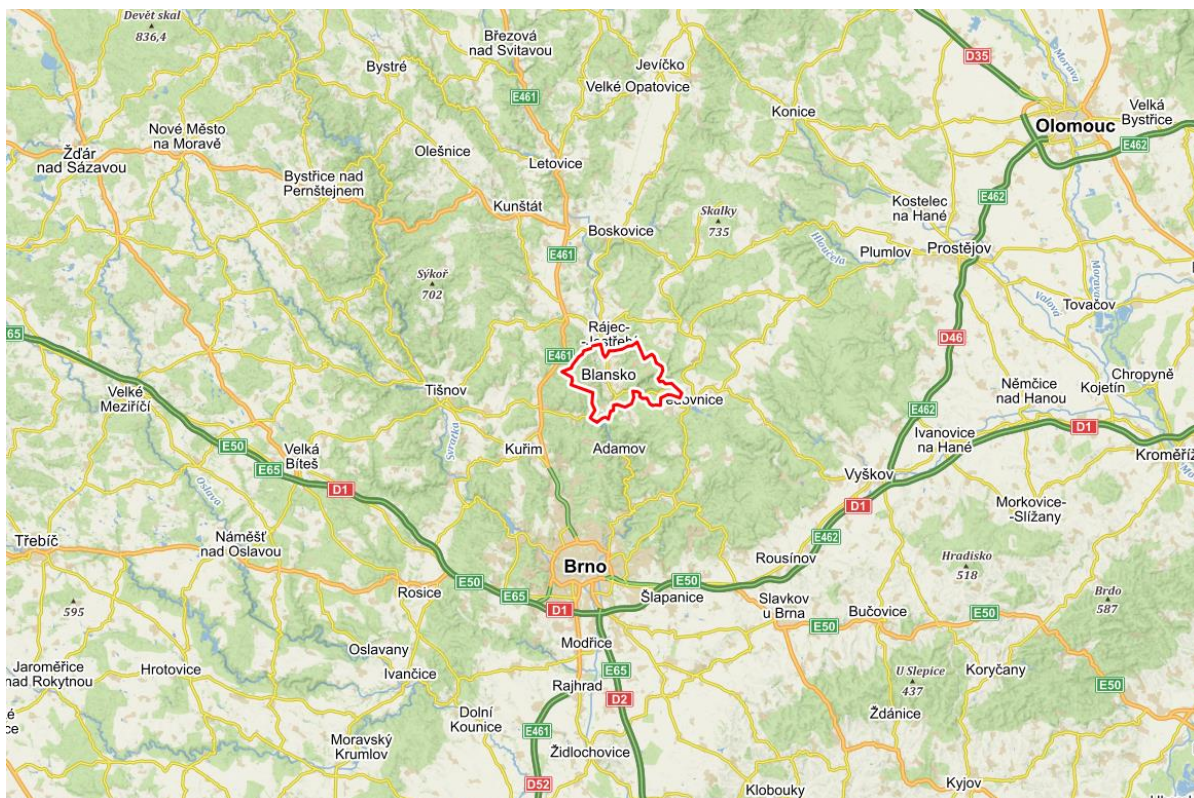 Devět skal
836,4
Březová
nad Svitavou
Jevíčko
D35
Morava
Bystré
Velké Opatovice
E461
Konice
Velká
Bystřice
Olomouc
Nové Město
na Moravě
Žďár
nad Sázavou
Olešnice
Letovice
E462
Bystřice nad
Pernštejnem
E462
Kunštát
Skalky
735
Kostelec
na Hané
Boskovice
Hloučela
Plumlov
Prostějov
E461
Sýkoř
702
Moravice
Valová
Tovačov
Rájec-
-Jestřebí
E65
D46
E461
Blansko
Tišnov
Velké
Meziříčí
Chropyně
Němčice
nad Hanou
Kojetín
E462
D1
Svratka
Kuřim
Adamov
Ivanovice
na Hané
Kroměříž
Velká
Bíteš
E50
E65
Oslava
D1
Vyškov
D1
Morkovice-
-Slížany
Třebíč
Náměšť
nad Oslavou
E462
Rousínov
Hradisko
518
Brno
E50
E65
Rosice
E50
Šlapanice
Slavkov
u Brna
Brdo
587
595
D1
Bučovice
E50
E50
Modřice
Oslavany
Jaroměřice
nad Rokytnou
Hrotovice
Ivančice
E65
Rajhrad
D2
U Slepice
437
Koryčany
E50
Dolní
Kounice
Ždánice
E461
Moravský
Krumlov
Židlochovice
D52
Kyjov
Klobouky